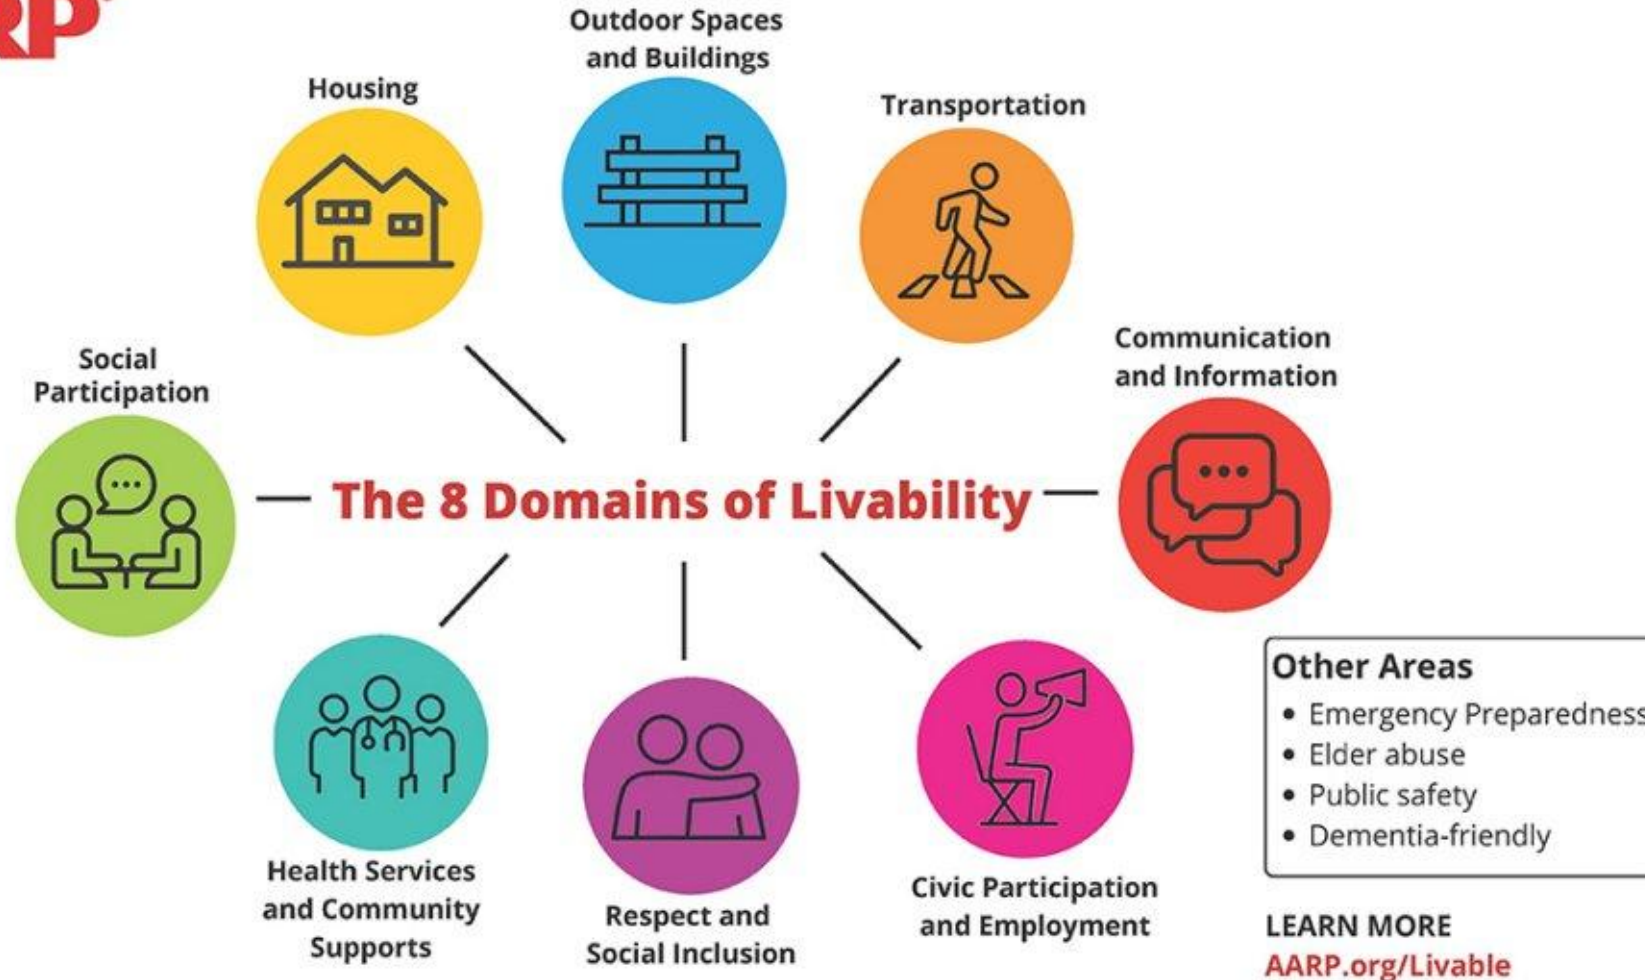 RP
Outdoor Spaces
and Buildings
Housing
Transportation
Communication
and Information
Social
Participation
The 8 Domains of Livability
Health Services
and Community
Supports
Respect and
Social Inclusion
Civic Participation
and Employment
Other Areas
• Emergency Preparedness
• Elder abuse
• Public safety
• Dementia-friendly
LEARN MORE
AARP.org/Livable